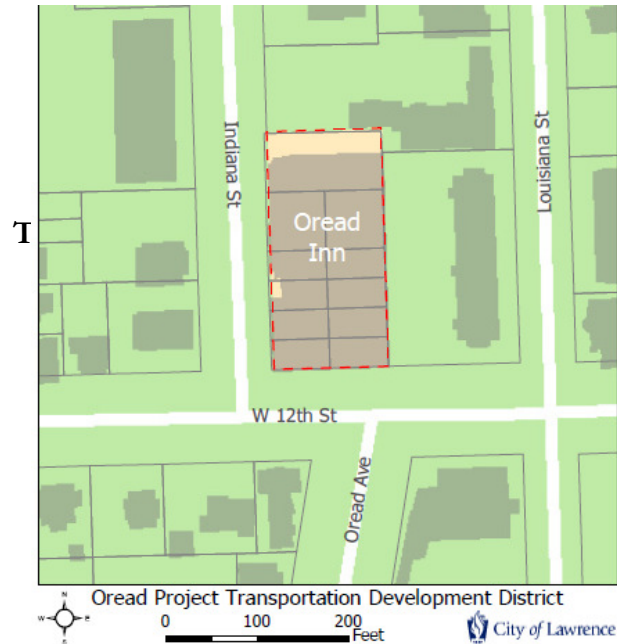 Indiana St
Louisiana St
T
Oread
Inn
W 12th St
Oread Ave
Oread Project Transportation Development District
N
W E
S
0 100 200
Feet
City of Lawrence